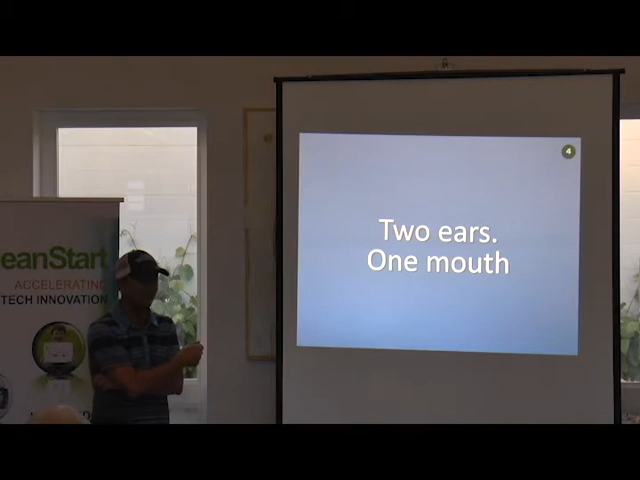 4
Two ears.
One mouth
eanStart
ACCELERATING
TECH INNOVATION